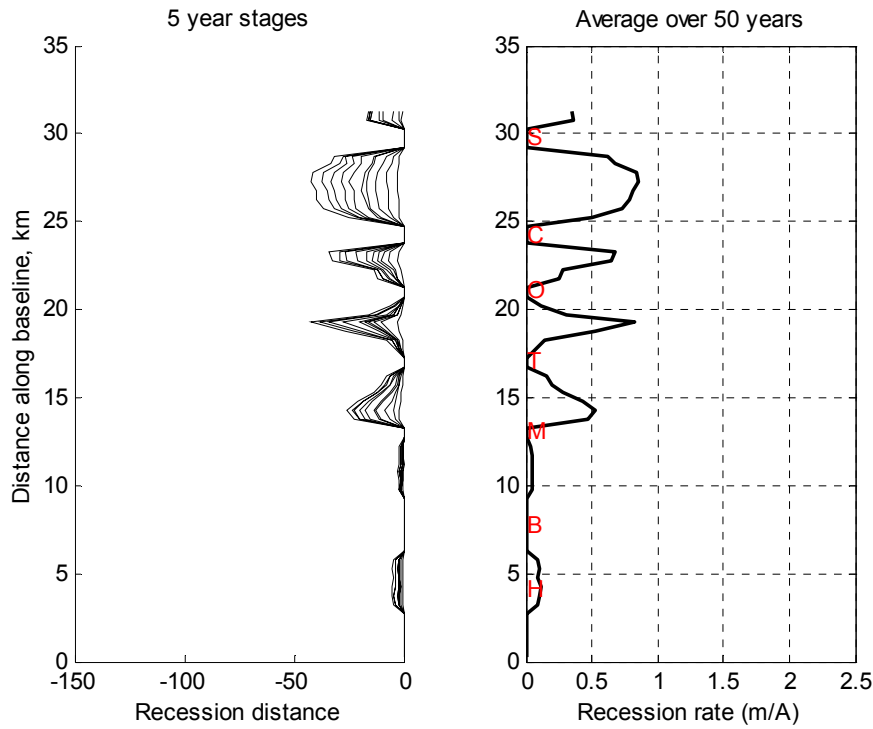 5 year stages
Average over 50 years
Distance along baseline, km
35
30
25
20
15
10
5
0
-150
-100
-50
0
Recession distance
35
30
25
20
15
10
5
0
S
C
O
T
M
B
H
0
0.5
1
1.5
2
2.5
Recession rate (m/A)